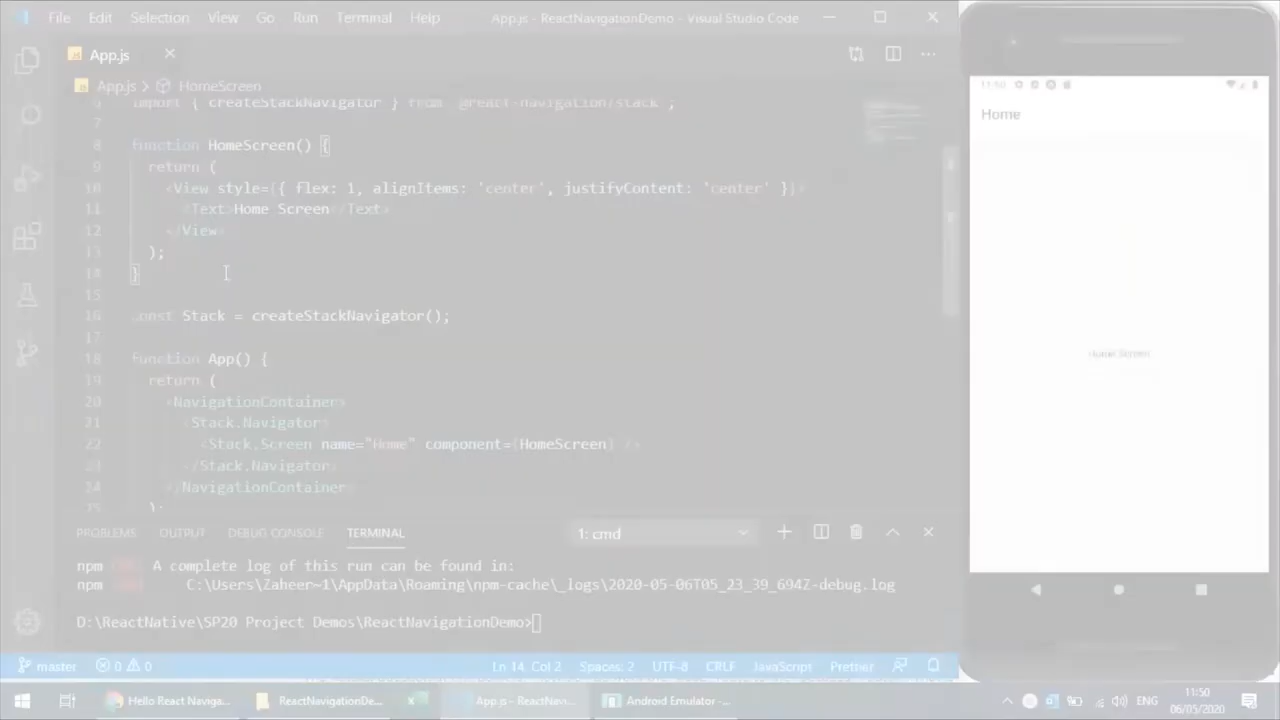 File Edit Selection View Go Run Terminal Help App.js - ReactNavigationDemo - Visual Studio Code
App.js
App.js > HomeScreen
import { createStackNavigator } from '@react-navigation/stack';
7
8 function HomeScreen() {
9 return (
10 <View style={{ flex: 1, alignItems: 'center', justifyContent: 'center' }}>
11 <Text>Home Screen</Text>
12 </View>
13 );
14 }
15
16 const Stack = createStackNavigator();
17
18 function App() {
19 return (
20 <NavigationContainer>
21 <Stack.Navigator>
22 <Stack.Screen name="Home" component={HomeScreen} />
23 </Stack.Navigator>
24 </NavigationContainer>
25 );
PROBLEMS OUTPUT DEBUG CONSOLE TERMINAL 1: cmd
npm A complete log of this run can be found in:
npm C:\Users\Zaheer~1\AppData\Roaming\npm-cache\_logs\2020-05-06T05_23_39_694Z-debug.log
D:\ReactNative\SP20 Project Demos\ReactNavigationDemo>
master 0 0 Ln 14, Col 2 Spaces: 2 UTF-8 CRLF JavaScript Prettier
11:50
Home
Home Screen
Hello React Naviga... ReactNavigationDe... App.js - ReactNavi... Android Emulator -... ENG 11:50
06/05/2020